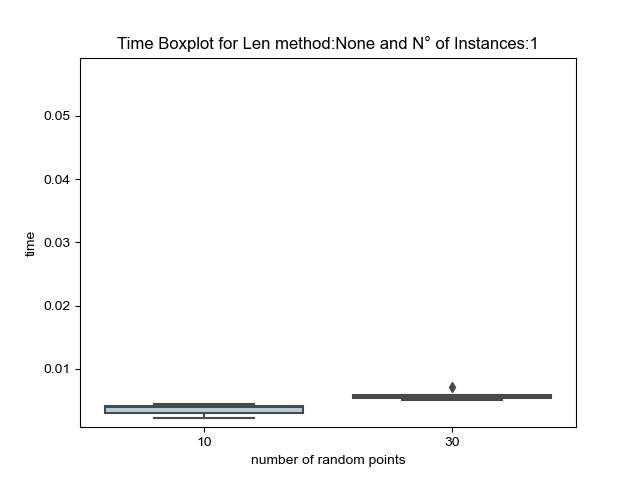 Time Boxplot for Len method:None and N° of Instances:1
0.05
0.04
0.03
0.02
0.01
time
10 30
number of random points